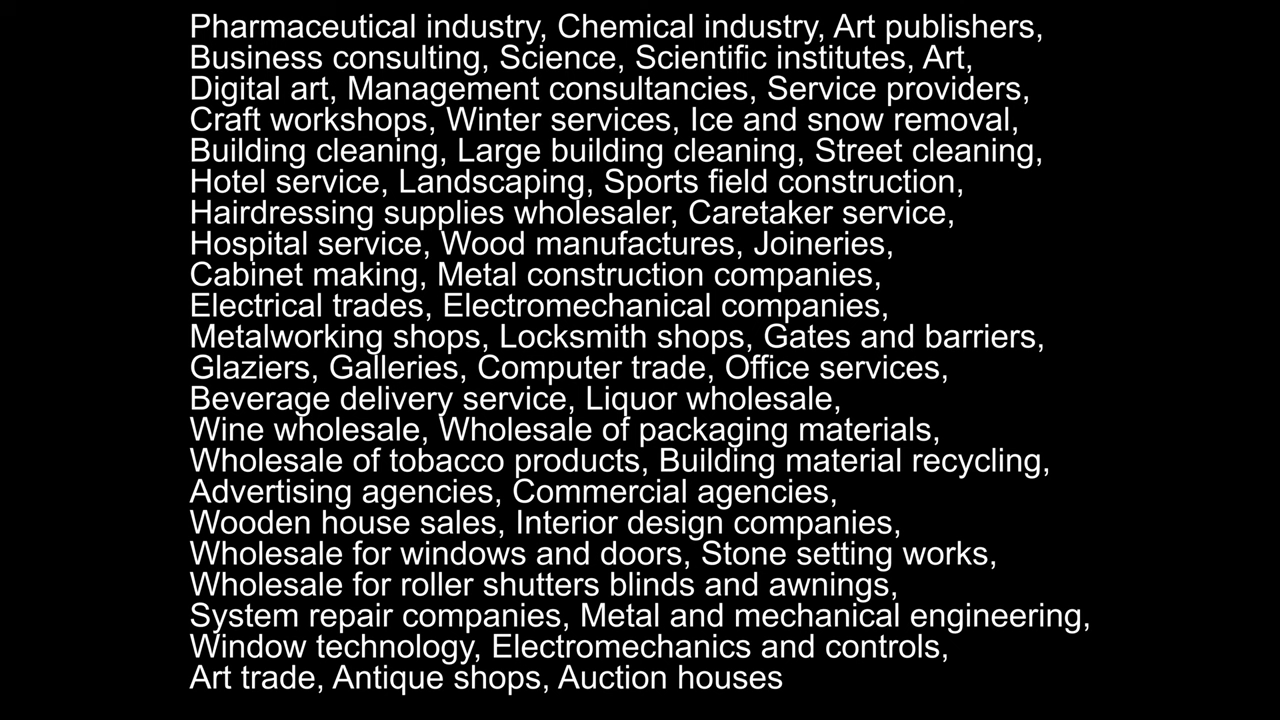 Pharmaceutical industry, Chemical industry, Art publishers,
Business consulting, Science, Scientific institutes, Art,
Digital art, Management consultancies, Service providers,
Craft workshops, Winter services, Ice and snow removal,
Building cleaning, Large building cleaning, Street cleaning,
Hotel service, Landscaping, Sports field construction,
Hairdressing supplies wholesaler, Caretaker service,
Hospital service, Wood manufactures, Joineries,
Cabinet making, Metal construction companies,
Electrical trades, Electromechanical companies,
Metalworking shops, Locksmith shops, Gates and barriers,
Glaziers, Galleries, Computer trade, Office services,
Beverage delivery service, Liquor wholesale,
Wine wholesale, Wholesale of packaging materials,
Wholesale of tobacco products, Building material recycling,
Advertising agencies, Commercial agencies,
Wooden house sales, Interior design companies,
Wholesale for windows and doors, Stone setting works,
Wholesale for roller shutters blinds and awnings,
System repair companies, Metal and mechanical engineering,
Window technology, Electromechanics and controls,
Art trade, Antique shops, Auction houses